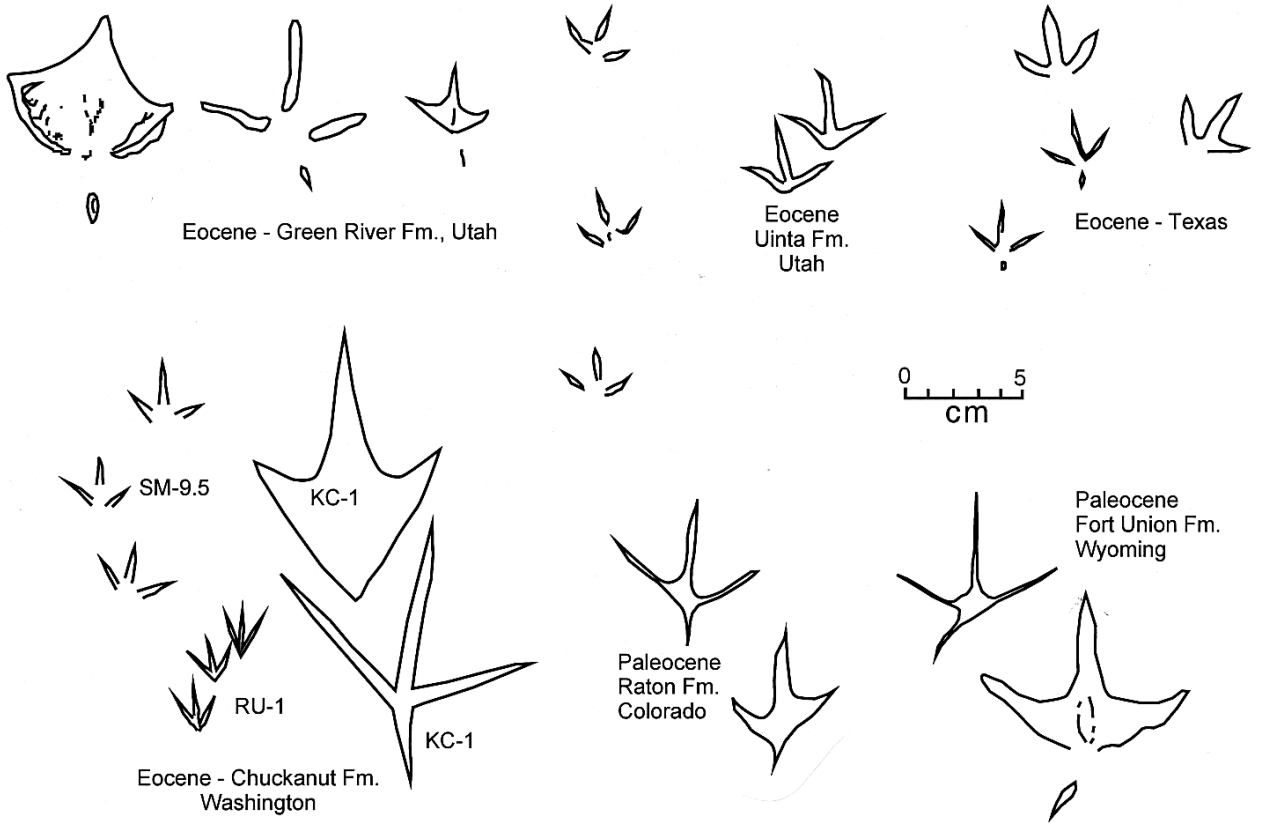 Eocene - Green River Fm., Utah
Eocene
Uinta Fm.
Utah
Eocene - Texas
0 5
cm
SM-9.5
KC-1
RU-1
KC-1
Eocene - Chuckanut Fm.
Washington
Paleocene
Raton Fm.
Colorado
Paleocene
Fort Union Fm.
Wyoming